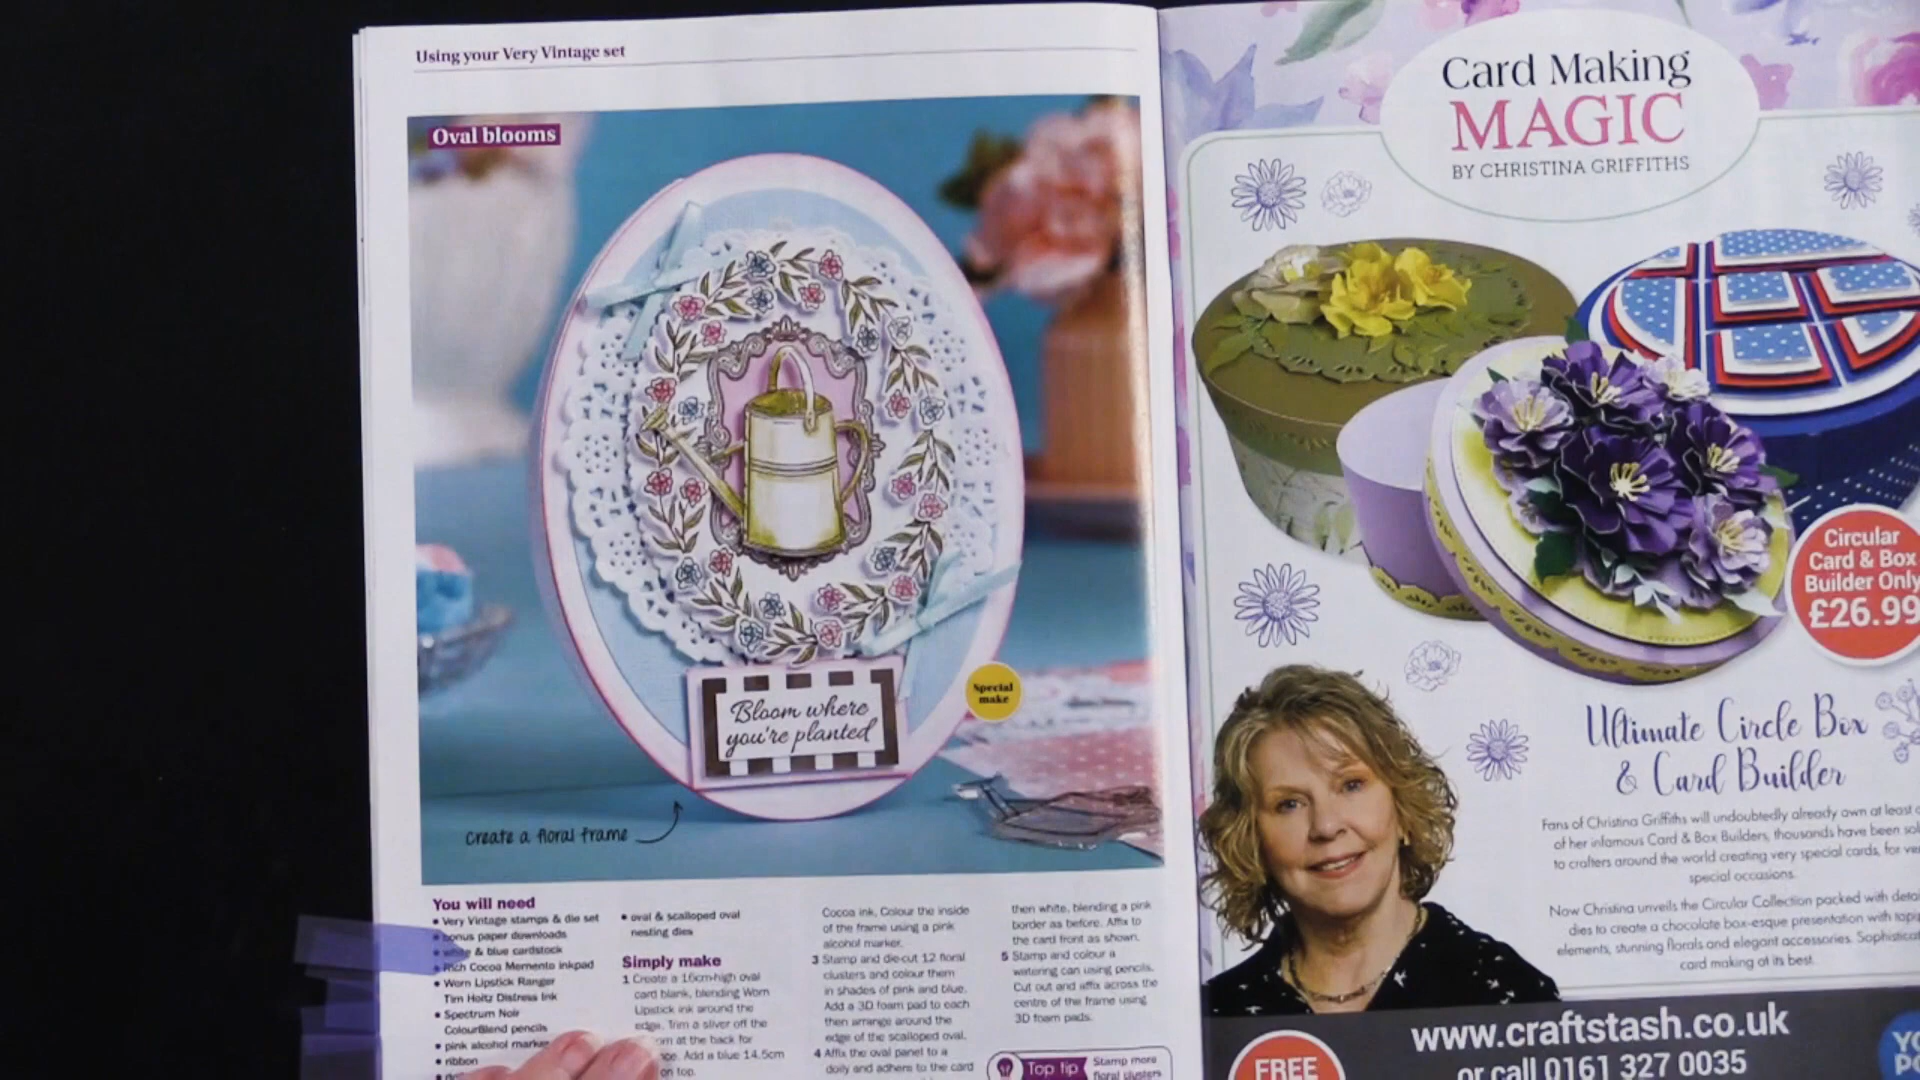 Using your Very Vintage set
Oval blooms
Bloom where
you're planted
Special
make
Create a floral frame
You will need
• Very Vintage stamps & die set
• bonus paper downloads
• white & blue cardstock
• Rich Cocoa Memento inkpad
• Worn Lipstick Ranger
Tim Holtz Distress Ink
• Spectrum Noir
ColourBlend pencils
• pink alcohol marker
• ribbon
• oval & scalloped oval
nesting dies
Simply make
1 Create a 16cm-high oval
card blank, blending Worn
Lipstick ink around the
edge. Trim a sliver off the
at the back for
Add a blue 14.5cm
on top.
Cocoa ink. Colour the inside
of the frame using a pink
alcohol marker.
3 Stamp and die-cut 12 floral
clusters and colour them
in shades of pink and blue.
Add a 3D foam pad to each
then arrange around the
edge of the scalloped oval.
4 Affix the oval panel to a
doily and adhere to the card
then white, blending a pink
border as before. Affix to
the card front as shown.
5 Stamp and colour a
watering can using pencils.
Cut out and affix across the
centre of the frame using
3D foam pads.
Top tip
Stamp more
floral clusters
Card Making
MAGIC
BY CHRISTINA GRIFFITHS
Circular
Card & Box
Builder Only
£26.99
Ultimate Circle Box
& Card Builder
Fans of Christina Griffiths will undoubtedly already own at least
of her infamous Card & Box Builders, thousands have been
to crafters around the world creating very special cards, for
special occasions.
Now Christina unveils the Circular Collection packed with
dies to create a chocolate box-esque presentation with
elements, stunning florals and elegant accessories.
card making at its best.
www.craftstash.co.uk
or call 0161 327 0035
FREE